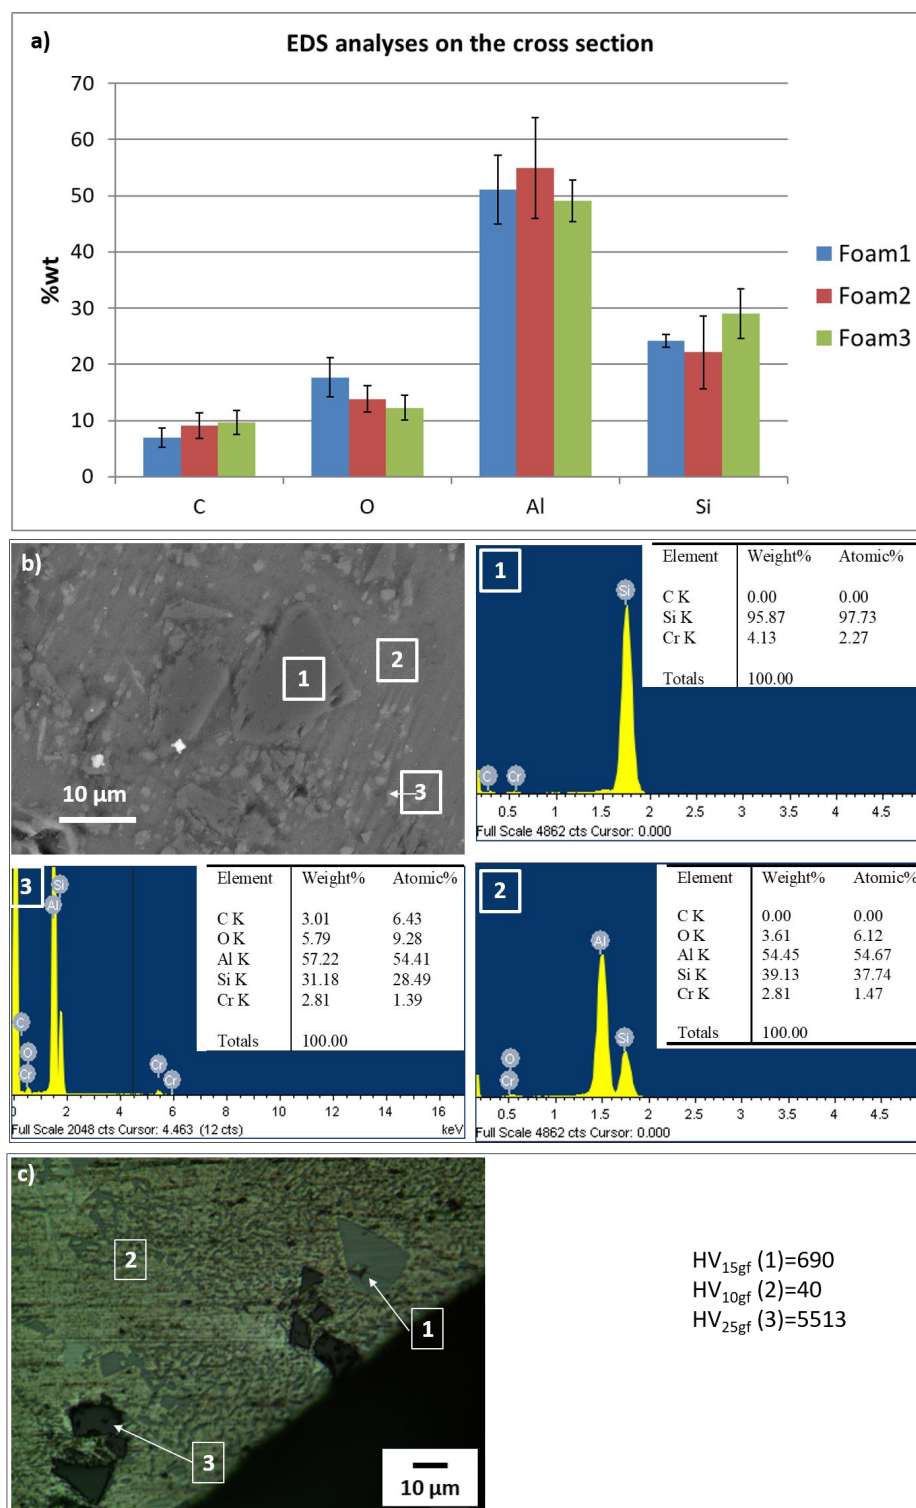 a)
EDS analyses on the cross section
%wt
70
60
50
40
30
20
10
0
C O Al Si
Foam1
Foam2
Foam3
b)
1
2
3
10 µm
1
Si
C Cr
0.5 1 1.5 2 2.5 3 3.5 4 4.5
Full Scale 4862 cts Cursor: 0.000
Element Weight% Atomic%
C K 0.00 0.00
Si K 95.87 97.73
Cr K 4.13 2.27
Totals 100.00
3
Si
Al
C
O
Cr
Cr
Cr
0 2 4 6 8 10 12 14 16
Full Scale 2048 cts Cursor: 4.463 (12 cts) keV
Element Weight% Atomic%
C K 3.01 6.43
O K 5.79 9.28
Al K 57.22 54.41
Si K 31.18 28.49
Cr K 2.81 1.39
Totals 100.00
2
Al
Si
O
Cr
0.5 1 1.5 2 2.5 3 3.5 4 4.5
Full Scale 4862 cts Cursor: 0.000
Element Weight% Atomic%
C K 0.00 0.00
O K 3.61 6.12
Al K 54.45 54.67
Si K 39.13 37.74
Cr K 2.81 1.47
Totals 100.00
c)
2
1
3
10 µm
HV15gf (1)=690
HV10gf (2)=40
HV25gf (3)=5513